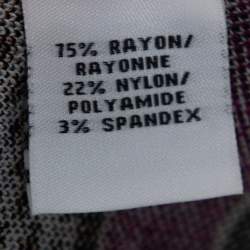 75% RAYON/
RAYONNE
22% NYLON/
POLYAMIDE
3% SPANDEX